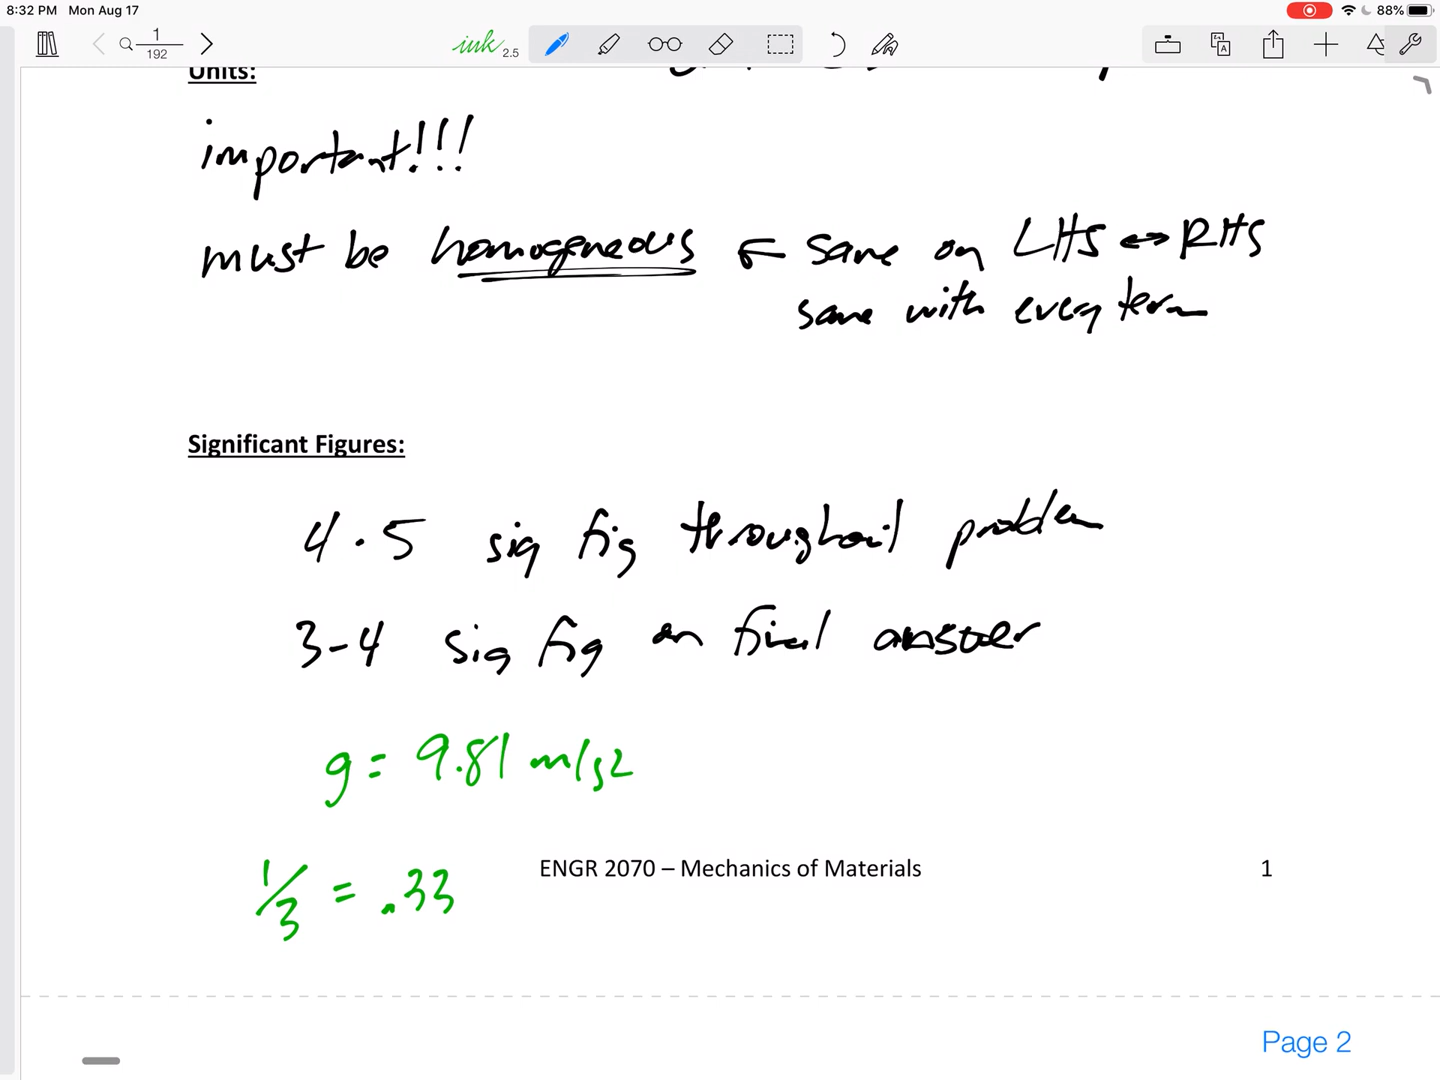 8:32 PM Mon Aug 17
88%
1
192
ink 2.5
Units:
important!!!
must be homogeneous ← same on LHS ↔ RHS
same with every term
Significant Figures:
4-5 sig fig throughout problem
3-4 sig fig on final answer
g = 9.81 m/s2
1/3 = .33
ENGR 2070 – Mechanics of Materials 1
Page 2